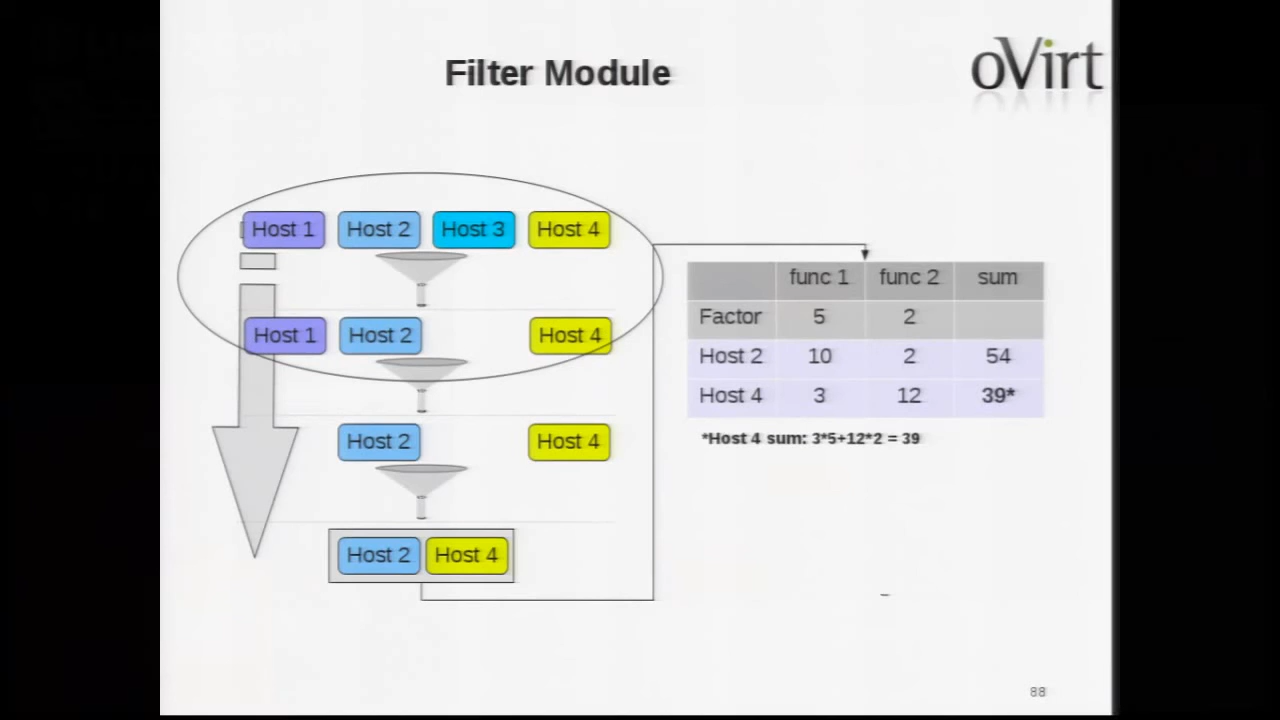 Filter Module
oVirt
Host 1 Host 2 Host 3 Host 4
Host 1 Host 2 Host 4
Host 2 Host 4
Host 2 Host 4
func 1 func 2 sum
Factor 5 2
Host 2 10 2 54
Host 4 3 12 39*
*Host 4 sum: 3*5+12*2 = 39
88